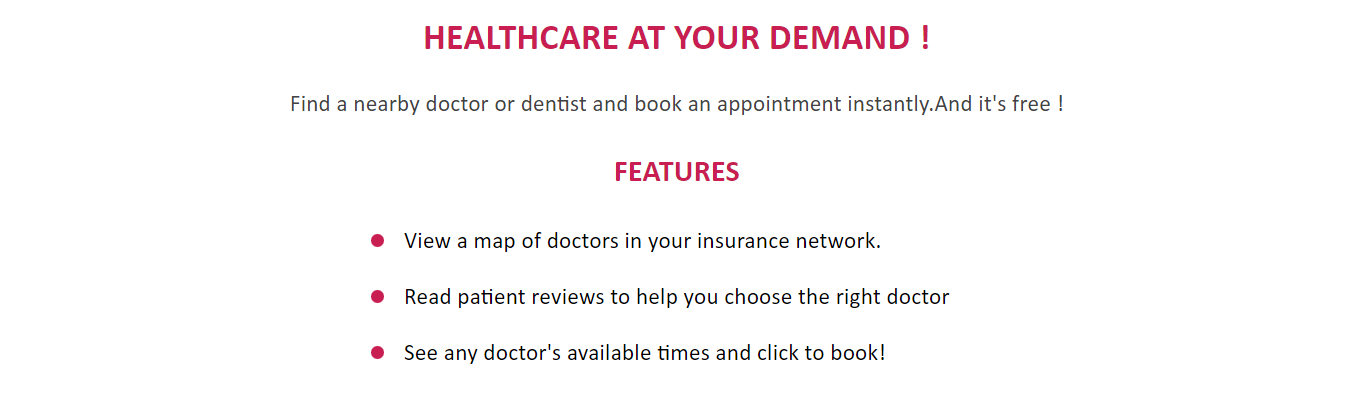 HEALTHCARE AT YOUR DEMAND !
Find a nearby doctor or dentist and book an appointment instantly.And it's free !
FEATURES
View a map of doctors in your insurance network.
Read patient reviews to help you choose the right doctor
See any doctor's available times and click to book!